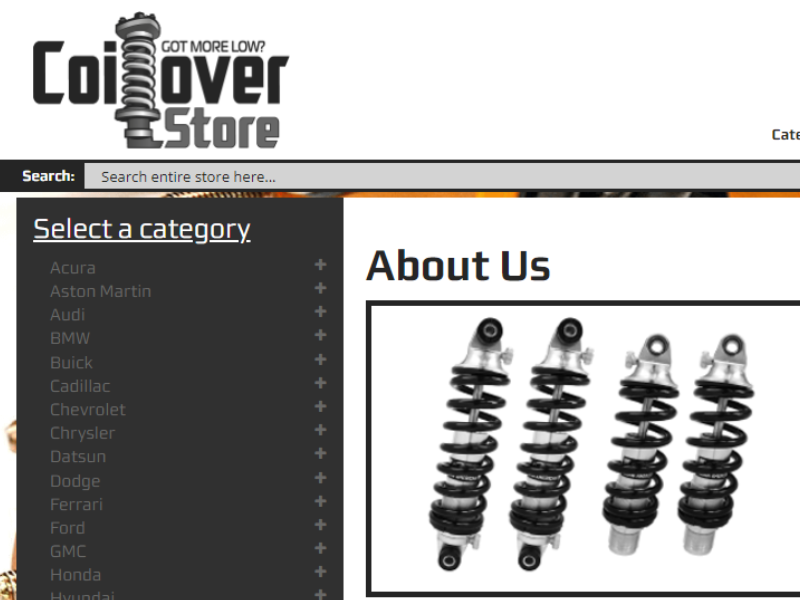 GOT MORE LOW?
Coilover
Store
Cate
Search: Search entire store here...
Select a category
Acura
Aston Martin
Audi
BMW
Buick
Cadillac
Chevrolet
Chrysler
Datsun
Dodge
Ferrari
Ford
GMC
Honda
Hyundai
About Us